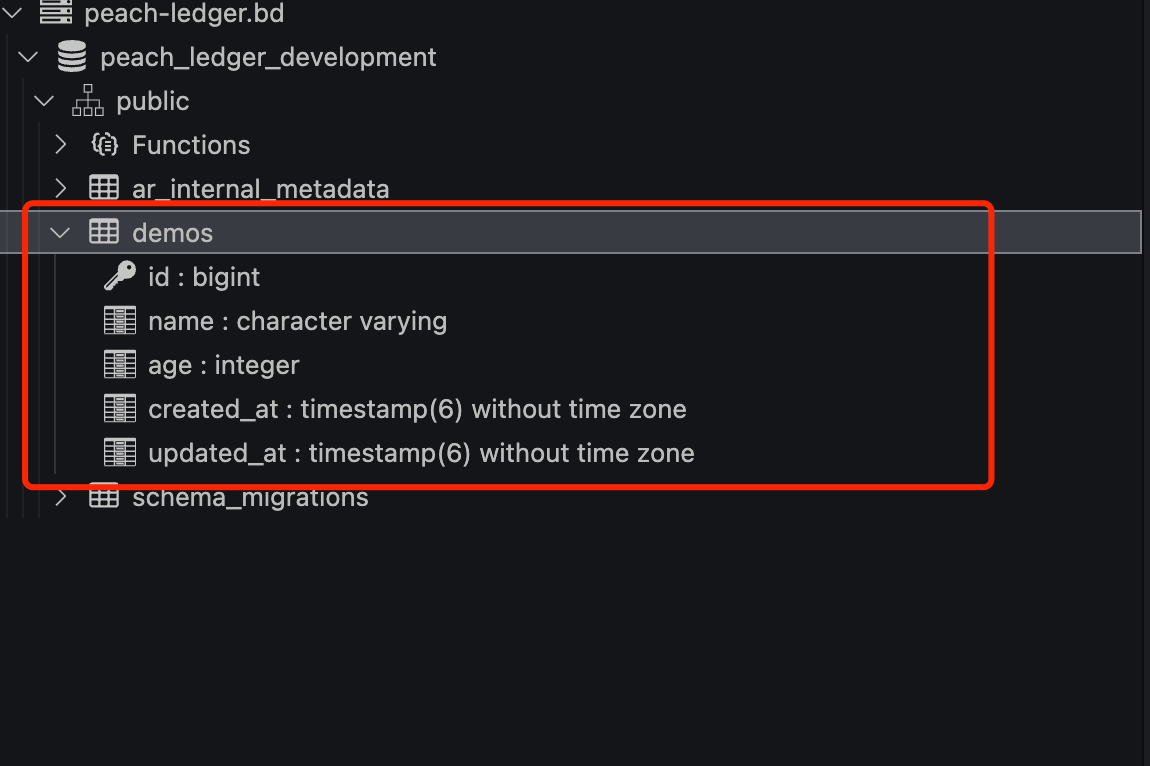 peach-ledger.bd
peach_ledger_development
public
Functions
ar_internal_metadata
demos
id : bigint
name : character varying
age : integer
created_at : timestamp(6) without time zone
updated_at : timestamp(6) without time zone
schema_migrations